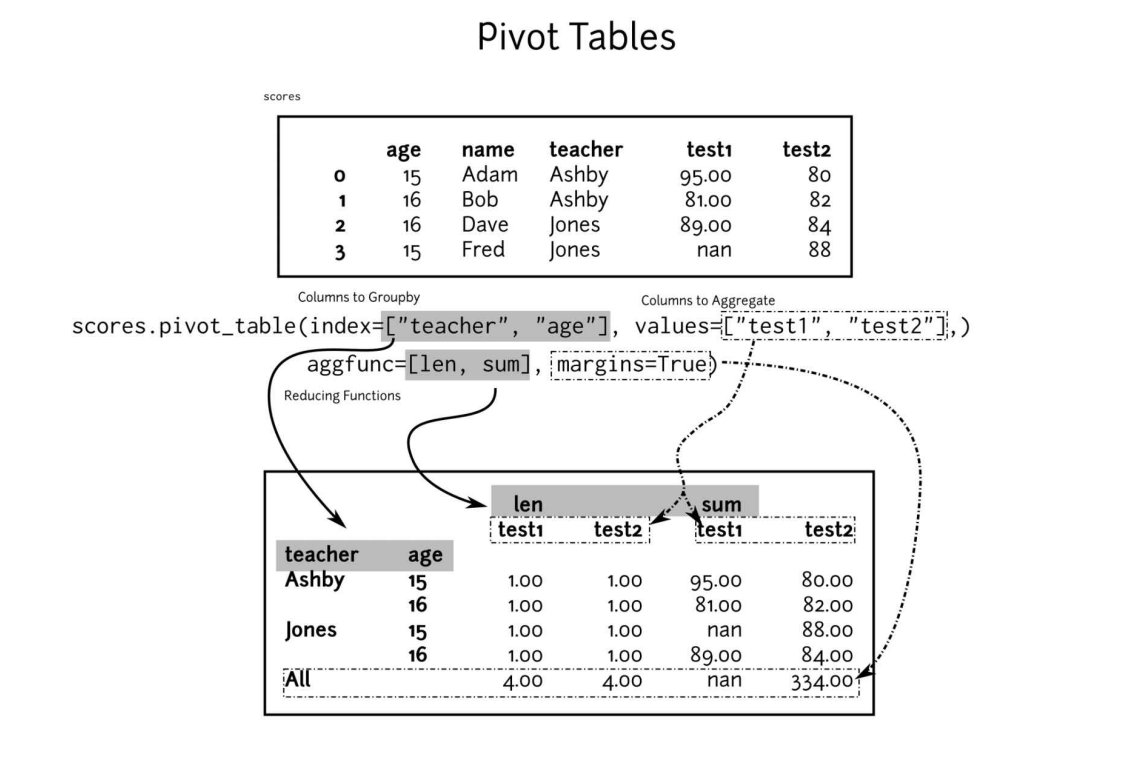 Pivot Tables
scores
age name teacher test1 test2
0 15 Adam Ashby 95.00 80
1 16 Bob Ashby 81.00 82
2 16 Dave Jones 89.00 84
3 15 Fred Jones nan 88
Columns to Groupby Columns to Aggregate
scores.pivot_table(index=["teacher", "age"], values=["test1", "test2"],)
aggfunc=[len, sum], margins=True)
Reducing Functions
len sum
test1 test2 test1 test2
teacher age
Ashby 15 1.00 1.00 95.00 80.00
16 1.00 1.00 81.00 82.00
Jones 15 1.00 1.00 nan 88.00
16 1.00 1.00 89.00 84.00
All 4.00 4.00 nan 334.00